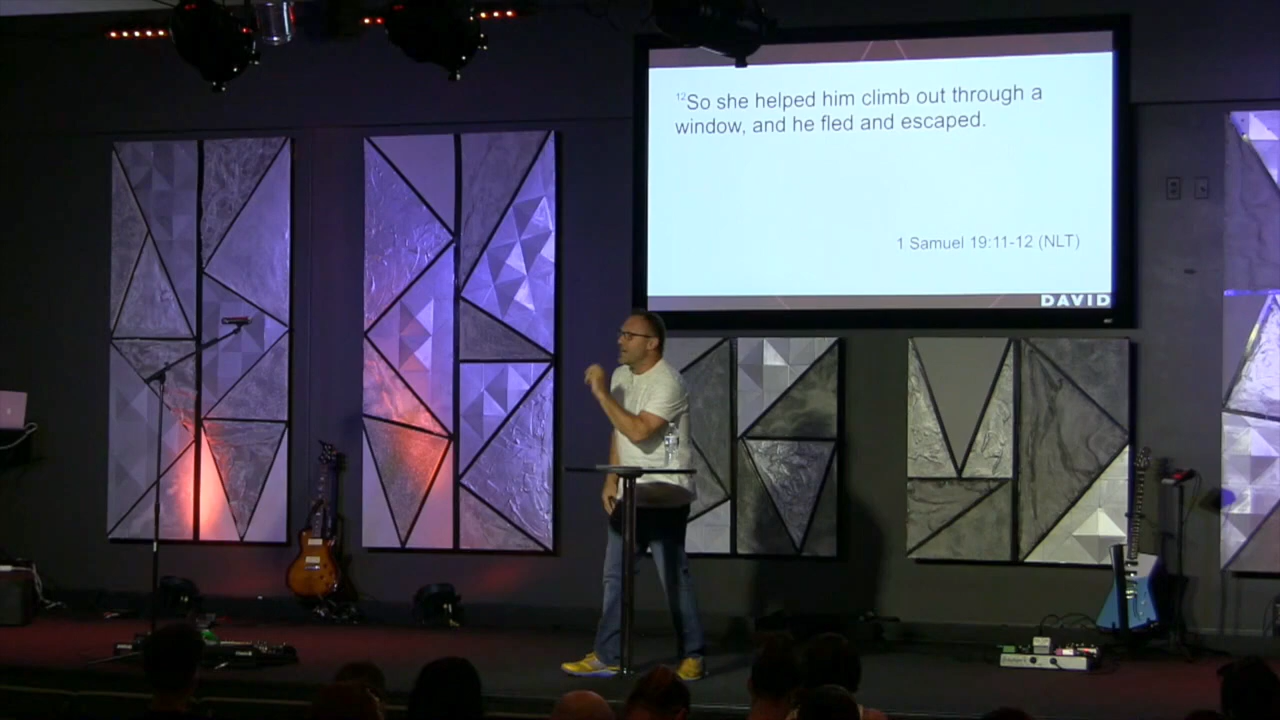 ¹²So she helped him climb out through a
window, and he fled and escaped.
1 Samuel 19:11-12 (NLT)
DAVID